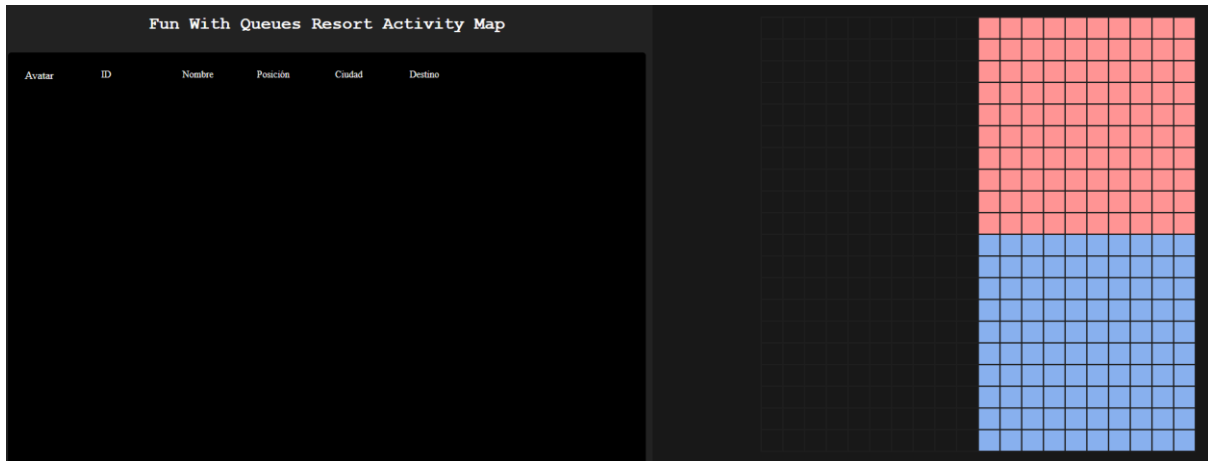 Fun With Queues Resort Activity Map
Avatar ID Nombre Posición Ciudad Destino